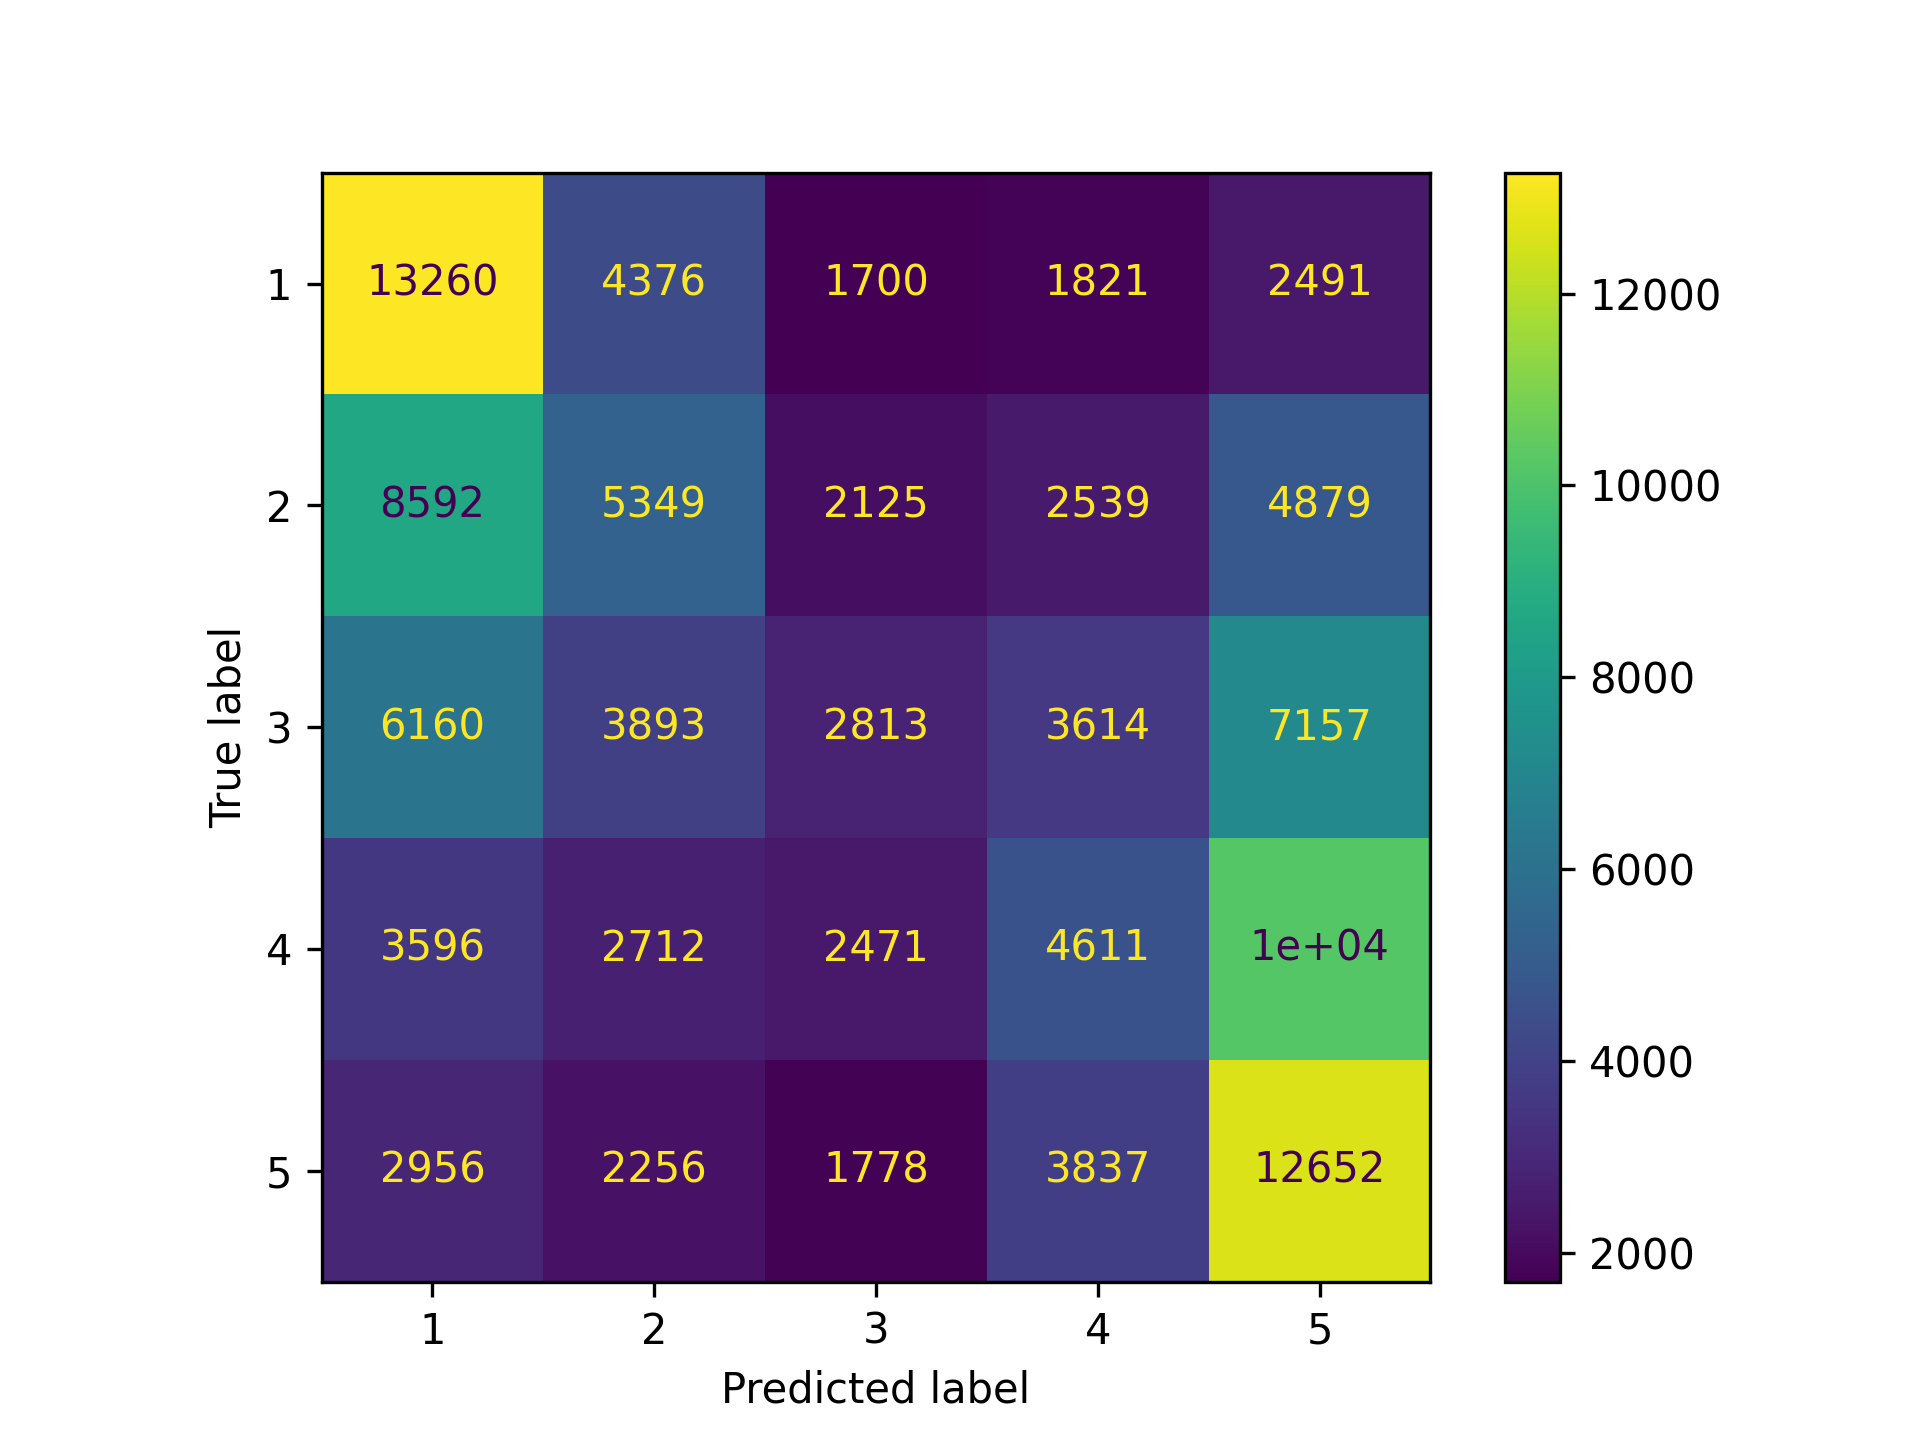 1 13260 4376 1700 1821 2491
2 8592 5349 2125 2539 4879
3 6160 3893 2813 3614 7157
4 3596 2712 2471 4611 1e+04
5 2956 2256 1778 3837 12652
1 2 3 4 5
Predicted label
True label
12000
10000
8000
6000
4000
2000